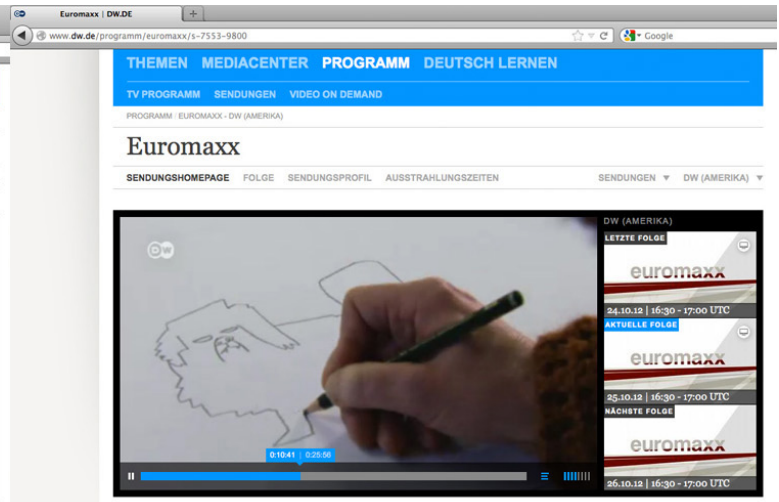 Euromaxx | DW.DE
www.dw.de/programm/euromaxx/s-7553-9800
Google
THEMEN MEDIACENTER PROGRAMM DEUTSCH LERNEN
TV PROGRAMM SENDUNGEN VIDEO ON DEMAND
PROGRAMM / EUROMAXX - DW (AMERIKA)
Euromaxx
SENDUNGSHOMEPAGE FOLGE SENDUNGSPROFIL AUSSTRAHLUNGSZEITEN SENDUNGEN DW (AMERIKA)
DW
DW (AMERIKA)
LETZTE FOLGE
euromaxx
24.10.12 | 16:30 - 17:00 UTC
AKTUELLE FOLGE
euromaxx
25.10.12 | 16:30 - 17:00 UTC
NÄCHSTE FOLGE
euromaxx
26.10.12 | 16:30 - 17:00 UTC
0:10:41 | 0:25:56